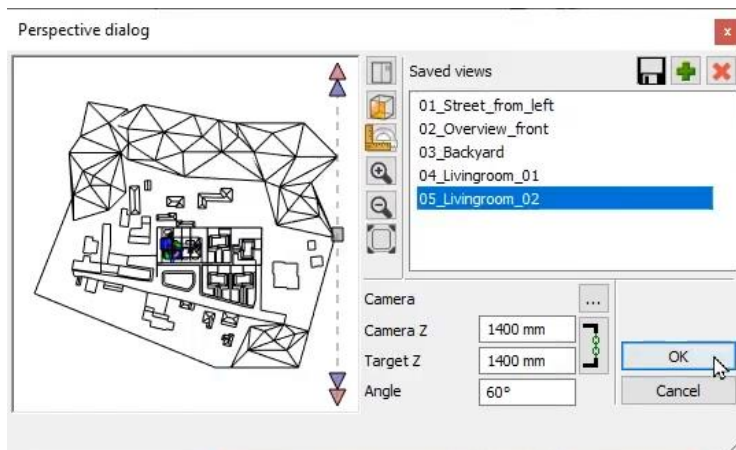 Perspective dialog
x
Saved views
01_Street_from_left
02_Overview_front
03_Backyard
04_Livingroom_01
05_Livingroom_02
Camera
...
Camera Z
1400 mm
Target Z
1400 mm
Angle
60°
OK
Cancel